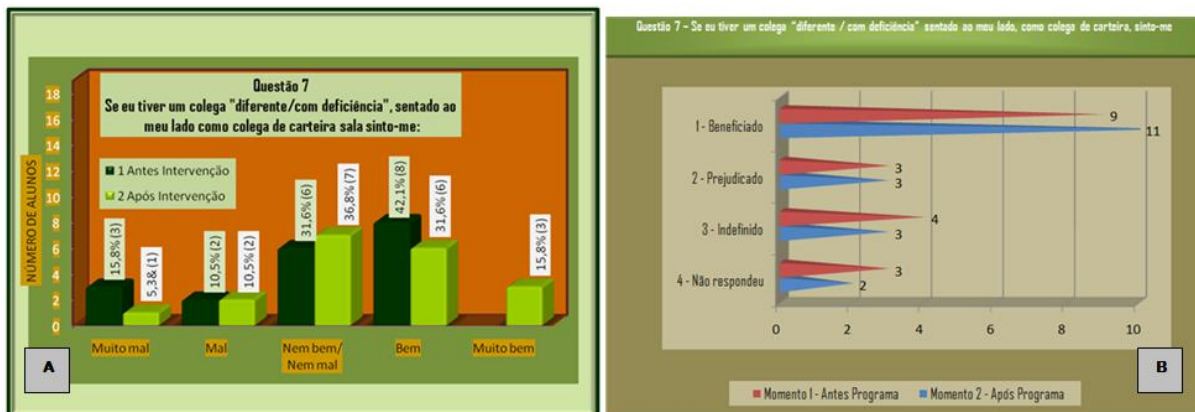 Questão 7
Se eu tiver um colega "diferente/com deficiência", sentado ao
meu lado como colega de carteira sala sinto-me:
1 Antes Intervenção
2 Após Intervenção
NÚMERO DE ALUNOS
18
16
14
12
10
8
6
4
2
0
15,8% (3)
5,3& (1)
10,5% (2)
10,5% (2)
31,6% (6)
36,8% (7)
42,1% (8)
31,6% (6)
15,8% (3)
Muito mal
Mal
Nem bem/
Nem mal
Bem
Muito bem
A
Questão 7 – Se eu tiver um colega "diferente / com deficiência" sentado ao meu lado, como colega de carteira, sinto-me
1 - Beneficiado
9
11
2 - Prejudicado
3
3
3 - Indefinido
4
3
4 - Não respondeu
3
2
0
2
4
6
8
10
Momento 1 - Antes Programa
Momento 2 - Após Programa
B